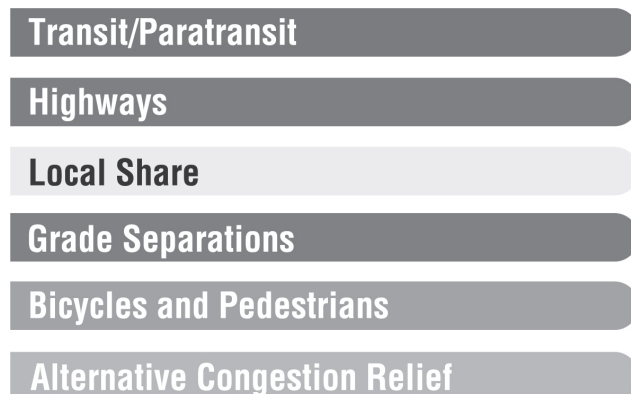 Transit/Paratransit
Highways
Local Share
Grade Separations
Bicycles and Pedestrians
Alternative Congestion Relief